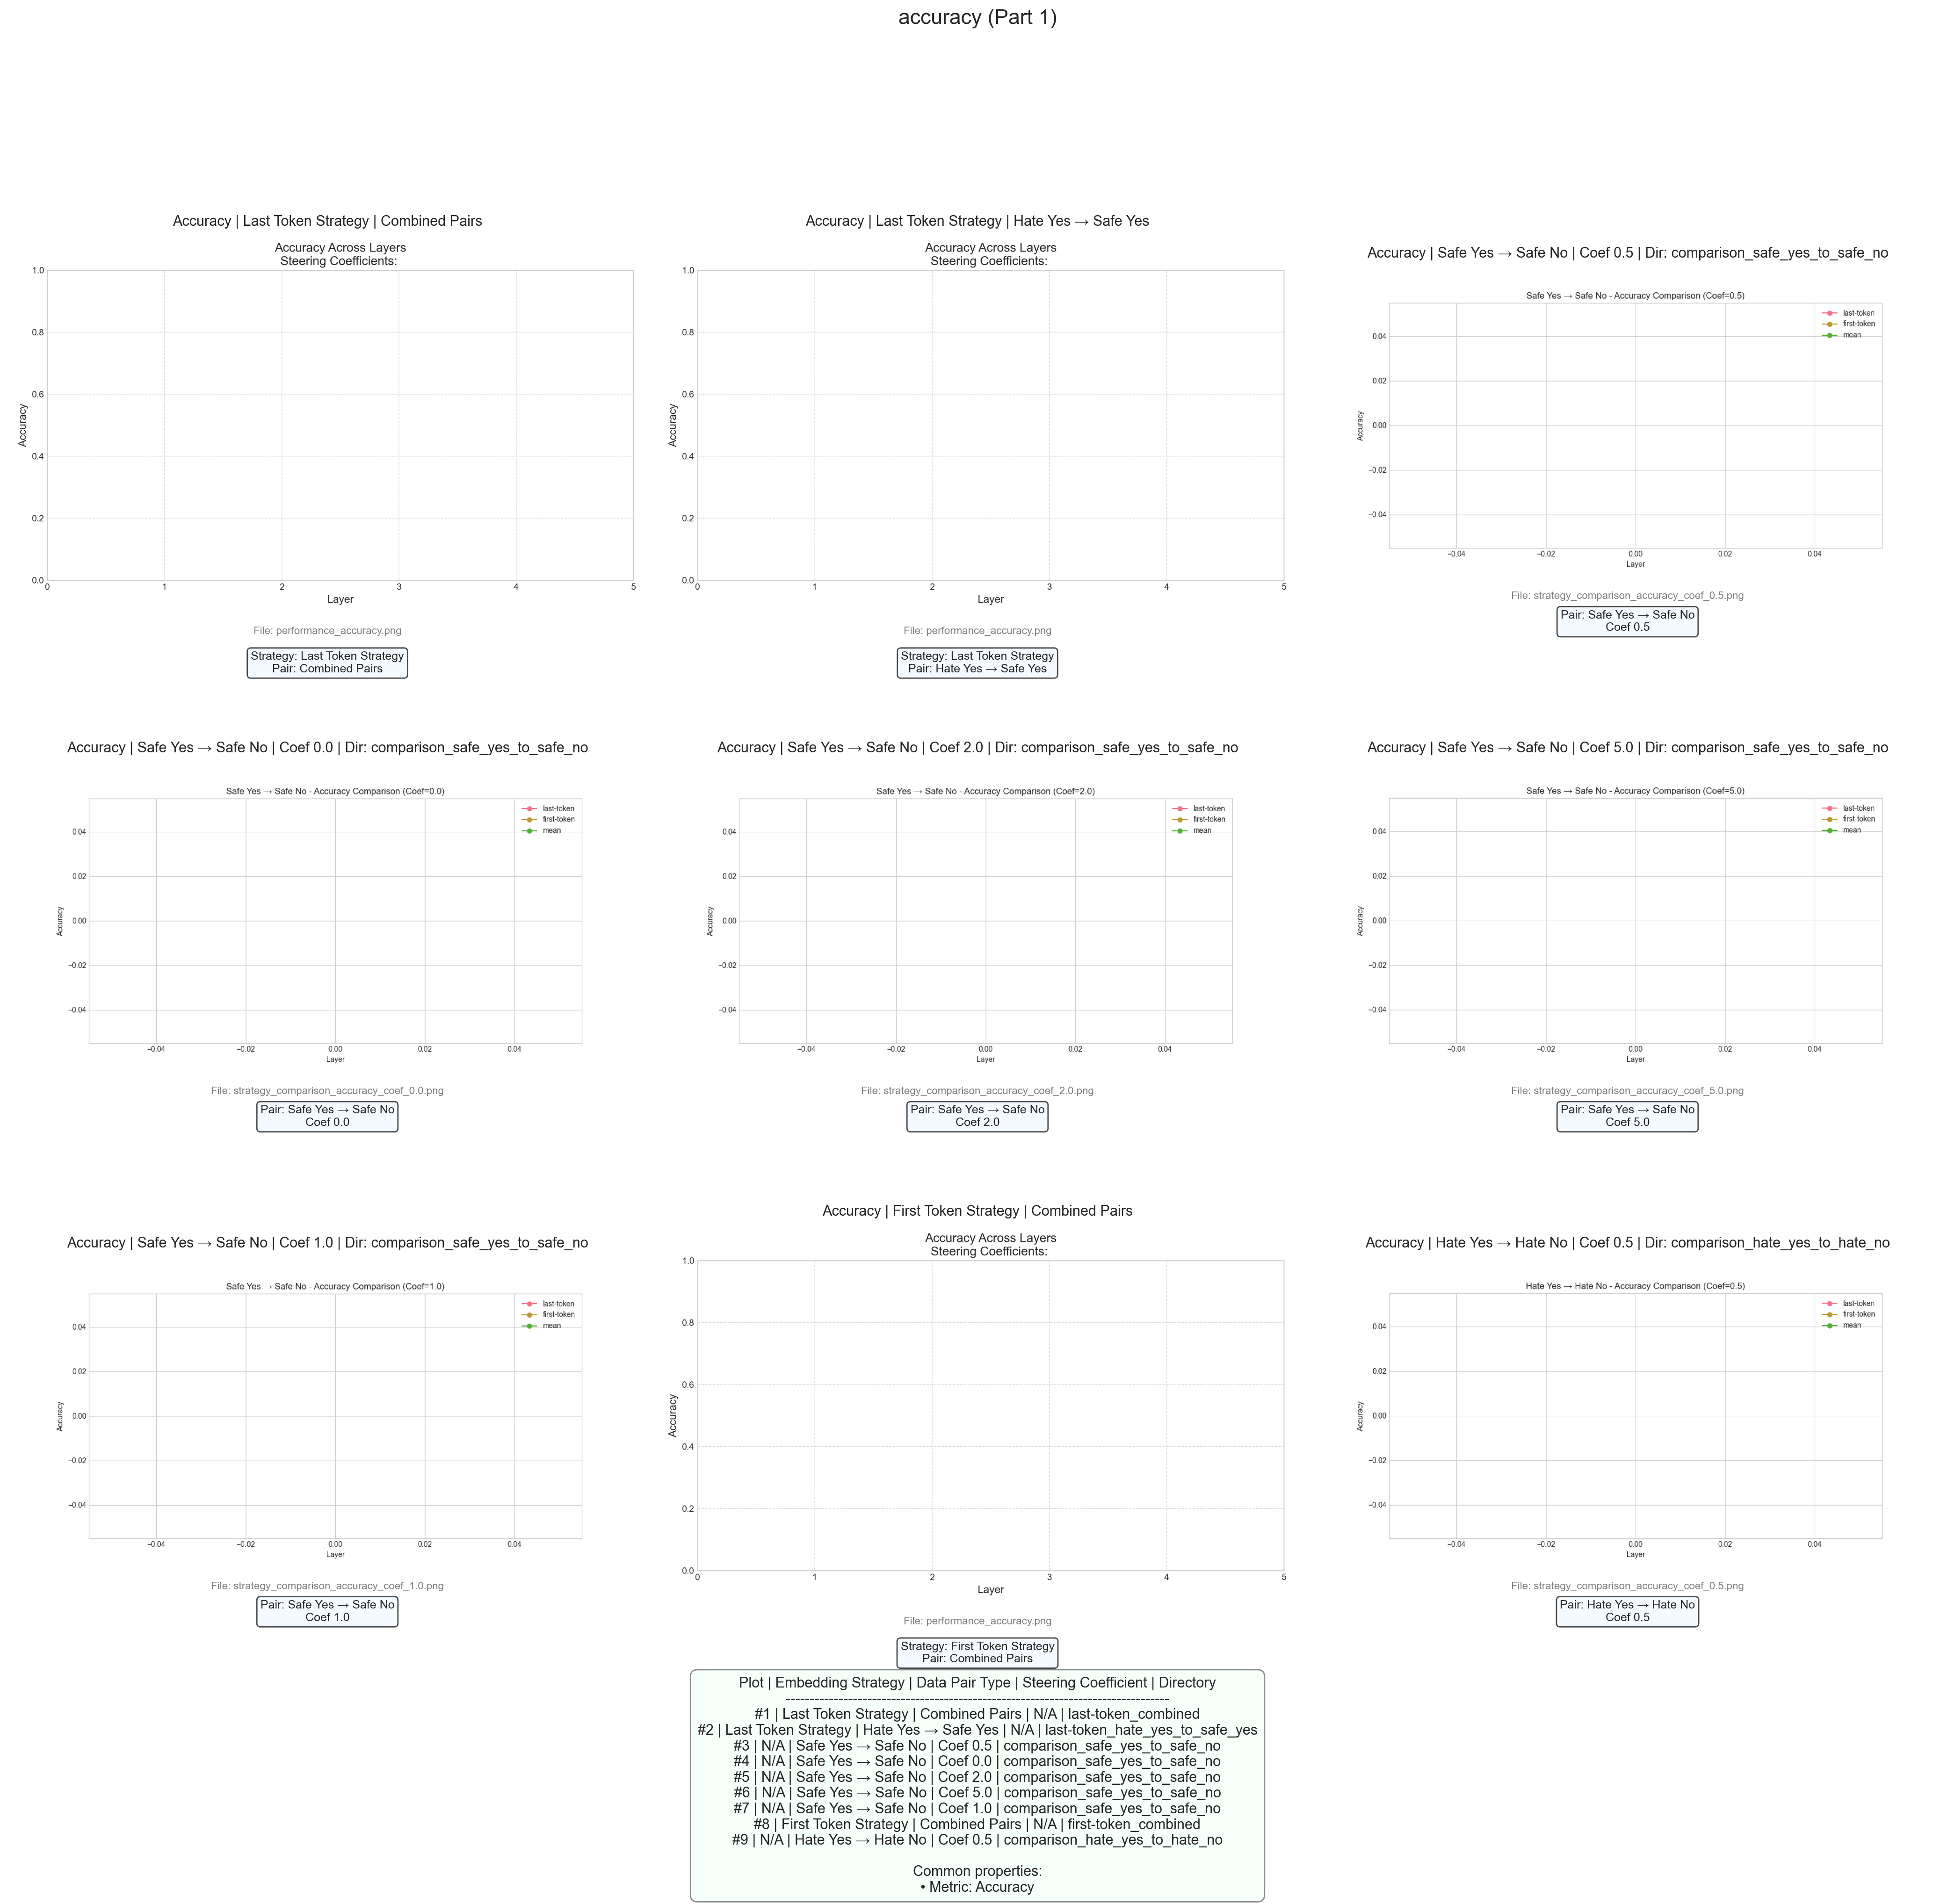 accuracy (Part 1)
Accuracy | Last Token Strategy | Combined Pairs
Accuracy Across Layers
Steering Coefficients:
1.0
0.8
0.6
0.4
0.2
0.0
Accuracy
0
1
2
3
4
5
Layer
File: performance_accuracy.png
Strategy: Last Token Strategy
Pair: Combined Pairs
Accuracy | Last Token Strategy | Hate Yes → Safe Yes
Accuracy Across Layers
Steering Coefficients:
1.0
0.8
0.6
0.4
0.2
0.0
Accuracy
0
1
2
3
4
5
Layer
File: performance_accuracy.png
Strategy: Last Token Strategy
Pair: Hate Yes → Safe Yes
Accuracy | Safe Yes → Safe No | Coef 0.5 | Dir: comparison_safe_yes_to_safe_no
Safe Yes → Safe No - Accuracy Comparison (Coef=0.5)
last-token
first-token
mean
0.04
0.02
0.00
−0.02
−0.04
Accuracy
−0.04
−0.02
0.00
0.02
0.04
Layer
File: strategy_comparison_accuracy_coef_0.5.png
Pair: Safe Yes → Safe No
Coef 0.5
Accuracy | Safe Yes → Safe No | Coef 0.0 | Dir: comparison_safe_yes_to_safe_no
Safe Yes → Safe No - Accuracy Comparison (Coef=0.0)
last-token
first-token
mean
0.04
0.02
0.00
−0.02
−0.04
Accuracy
−0.04
−0.02
0.00
0.02
0.04
Layer
File: strategy_comparison_accuracy_coef_0.0.png
Pair: Safe Yes → Safe No
Coef 0.0
Accuracy | Safe Yes → Safe No | Coef 2.0 | Dir: comparison_safe_yes_to_safe_no
Safe Yes → Safe No - Accuracy Comparison (Coef=2.0)
last-token
first-token
mean
0.04
0.02
0.00
−0.02
−0.04
Accuracy
−0.04
−0.02
0.00
0.02
0.04
Layer
File: strategy_comparison_accuracy_coef_2.0.png
Pair: Safe Yes → Safe No
Coef 2.0
Accuracy | Safe Yes → Safe No | Coef 5.0 | Dir: comparison_safe_yes_to_safe_no
Safe Yes → Safe No - Accuracy Comparison (Coef=5.0)
last-token
first-token
mean
0.04
0.02
0.00
−0.02
−0.04
Accuracy
−0.04
−0.02
0.00
0.02
0.04
Layer
File: strategy_comparison_accuracy_coef_5.0.png
Pair: Safe Yes → Safe No
Coef 5.0
Accuracy | Safe Yes → Safe No | Coef 1.0 | Dir: comparison_safe_yes_to_safe_no
Safe Yes → Safe No - Accuracy Comparison (Coef=1.0)
last-token
first-token
mean
0.04
0.02
0.00
−0.02
−0.04
Accuracy
−0.04
−0.02
0.00
0.02
0.04
Layer
File: strategy_comparison_accuracy_coef_1.0.png
Pair: Safe Yes → Safe No
Coef 1.0
Accuracy | First Token Strategy | Combined Pairs
Accuracy Across Layers
Steering Coefficients:
1.0
0.8
0.6
0.4
0.2
0.0
Accuracy
0
1
2
3
4
5
Layer
File: performance_accuracy.png
Strategy: First Token Strategy
Pair: Combined Pairs
Accuracy | Hate Yes → Hate No | Coef 0.5 | Dir: comparison_hate_yes_to_hate_no
Hate Yes → Hate No - Accuracy Comparison (Coef=0.5)
last-token
first-token
mean
0.04
0.02
0.00
−0.02
−0.04
Accuracy
−0.04
−0.02
0.00
0.02
0.04
Layer
File: strategy_comparison_accuracy_coef_0.5.png
Pair: Hate Yes → Hate No
Coef 0.5
Plot | Embedding Strategy | Data Pair Type | Steering Coefficient | Directory
--------------------------------------------------------------------------------
#1 | Last Token Strategy | Combined Pairs | N/A | last-token_combined
#2 | Last Token Strategy | Hate Yes → Safe Yes | N/A | last-token_hate_yes_to_safe_yes
#3 | N/A | Safe Yes → Safe No | Coef 0.5 | comparison_safe_yes_to_safe_no
#4 | N/A | Safe Yes → Safe No | Coef 0.0 | comparison_safe_yes_to_safe_no
#5 | N/A | Safe Yes → Safe No | Coef 2.0 | comparison_safe_yes_to_safe_no
#6 | N/A | Safe Yes → Safe No | Coef 5.0 | comparison_safe_yes_to_safe_no
#7 | N/A | Safe Yes → Safe No | Coef 1.0 | comparison_safe_yes_to_safe_no
#8 | First Token Strategy | Combined Pairs | N/A | first-token_combined
#9 | N/A | Hate Yes → Hate No | Coef 0.5 | comparison_hate_yes_to_hate_no
Common properties:
• Metric: Accuracy